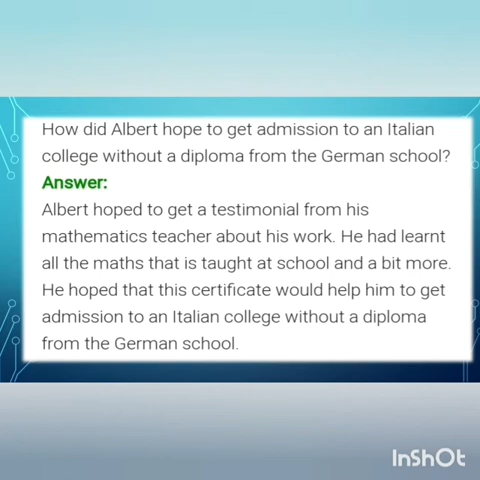 How did Albert hope to get admission to an Italian
college without a diploma from the German school?
Answer:
Albert hoped to get a testimonial from his
mathematics teacher about his work. He had learnt
all the maths that is taught at school and a bit more.
He hoped that this certificate would help him to get
admission to an Italian college without a diploma
from the German school.
InShOt